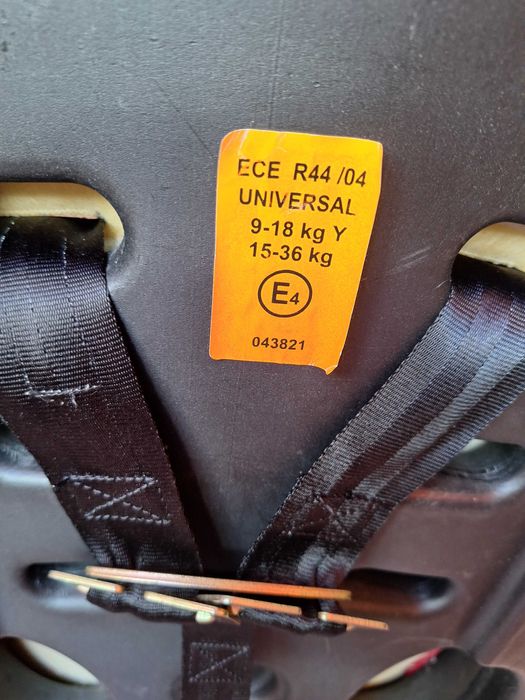 ECE R44 /04
UNIVERSAL
9-18 kg Y
15-36 kg
E4
043821